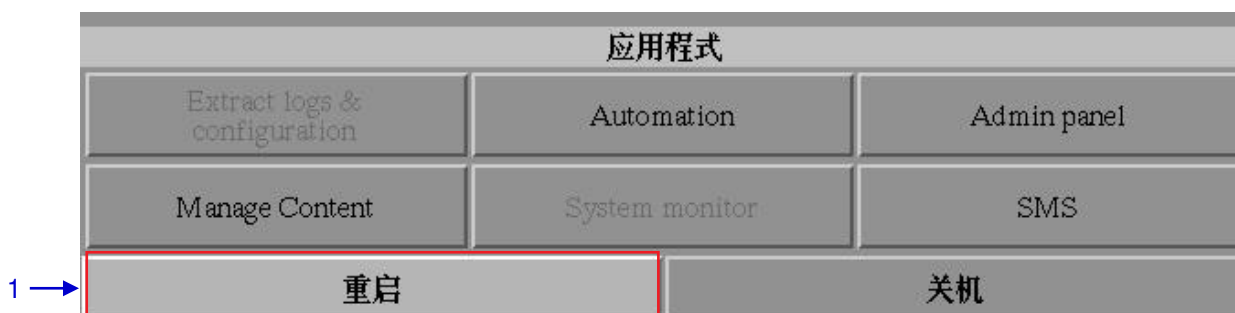 应用程式
Extract logs &
configuration
Automation
Admin panel
Manage Content
System monitor
SMS
1
重启
关机